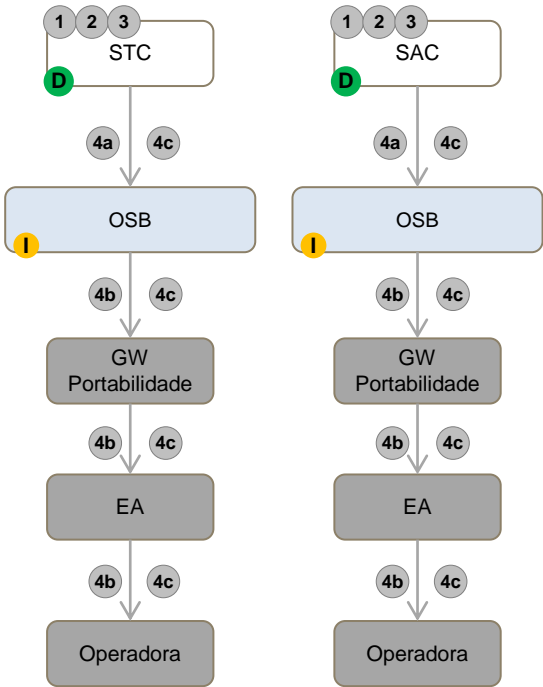 1 2 3
STC
D
4a 4c
OSB
I
4b 4c
GW
Portabilidade
4b 4c
EA
4b 4c
Operadora
1 2 3
SAC
D
4a 4c
OSB
I
4b 4c
GW
Portabilidade
4b 4c
EA
4b 4c
Operadora